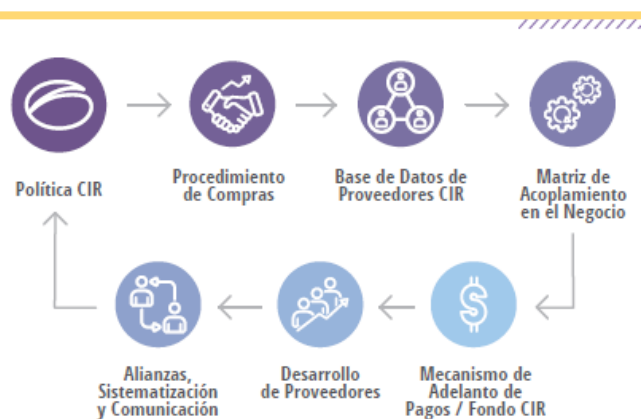 Política CIR
Procedimiento
de Compras
Base de Datos de
Proveedores CIR
Matriz de
Acoplamiento
en el Negocio
Mecanismo de
Adelanto de
Pagos / Fondo CIR
Desarrollo
de Proveedores
Alianzas,
Sistematización
y Comunicación